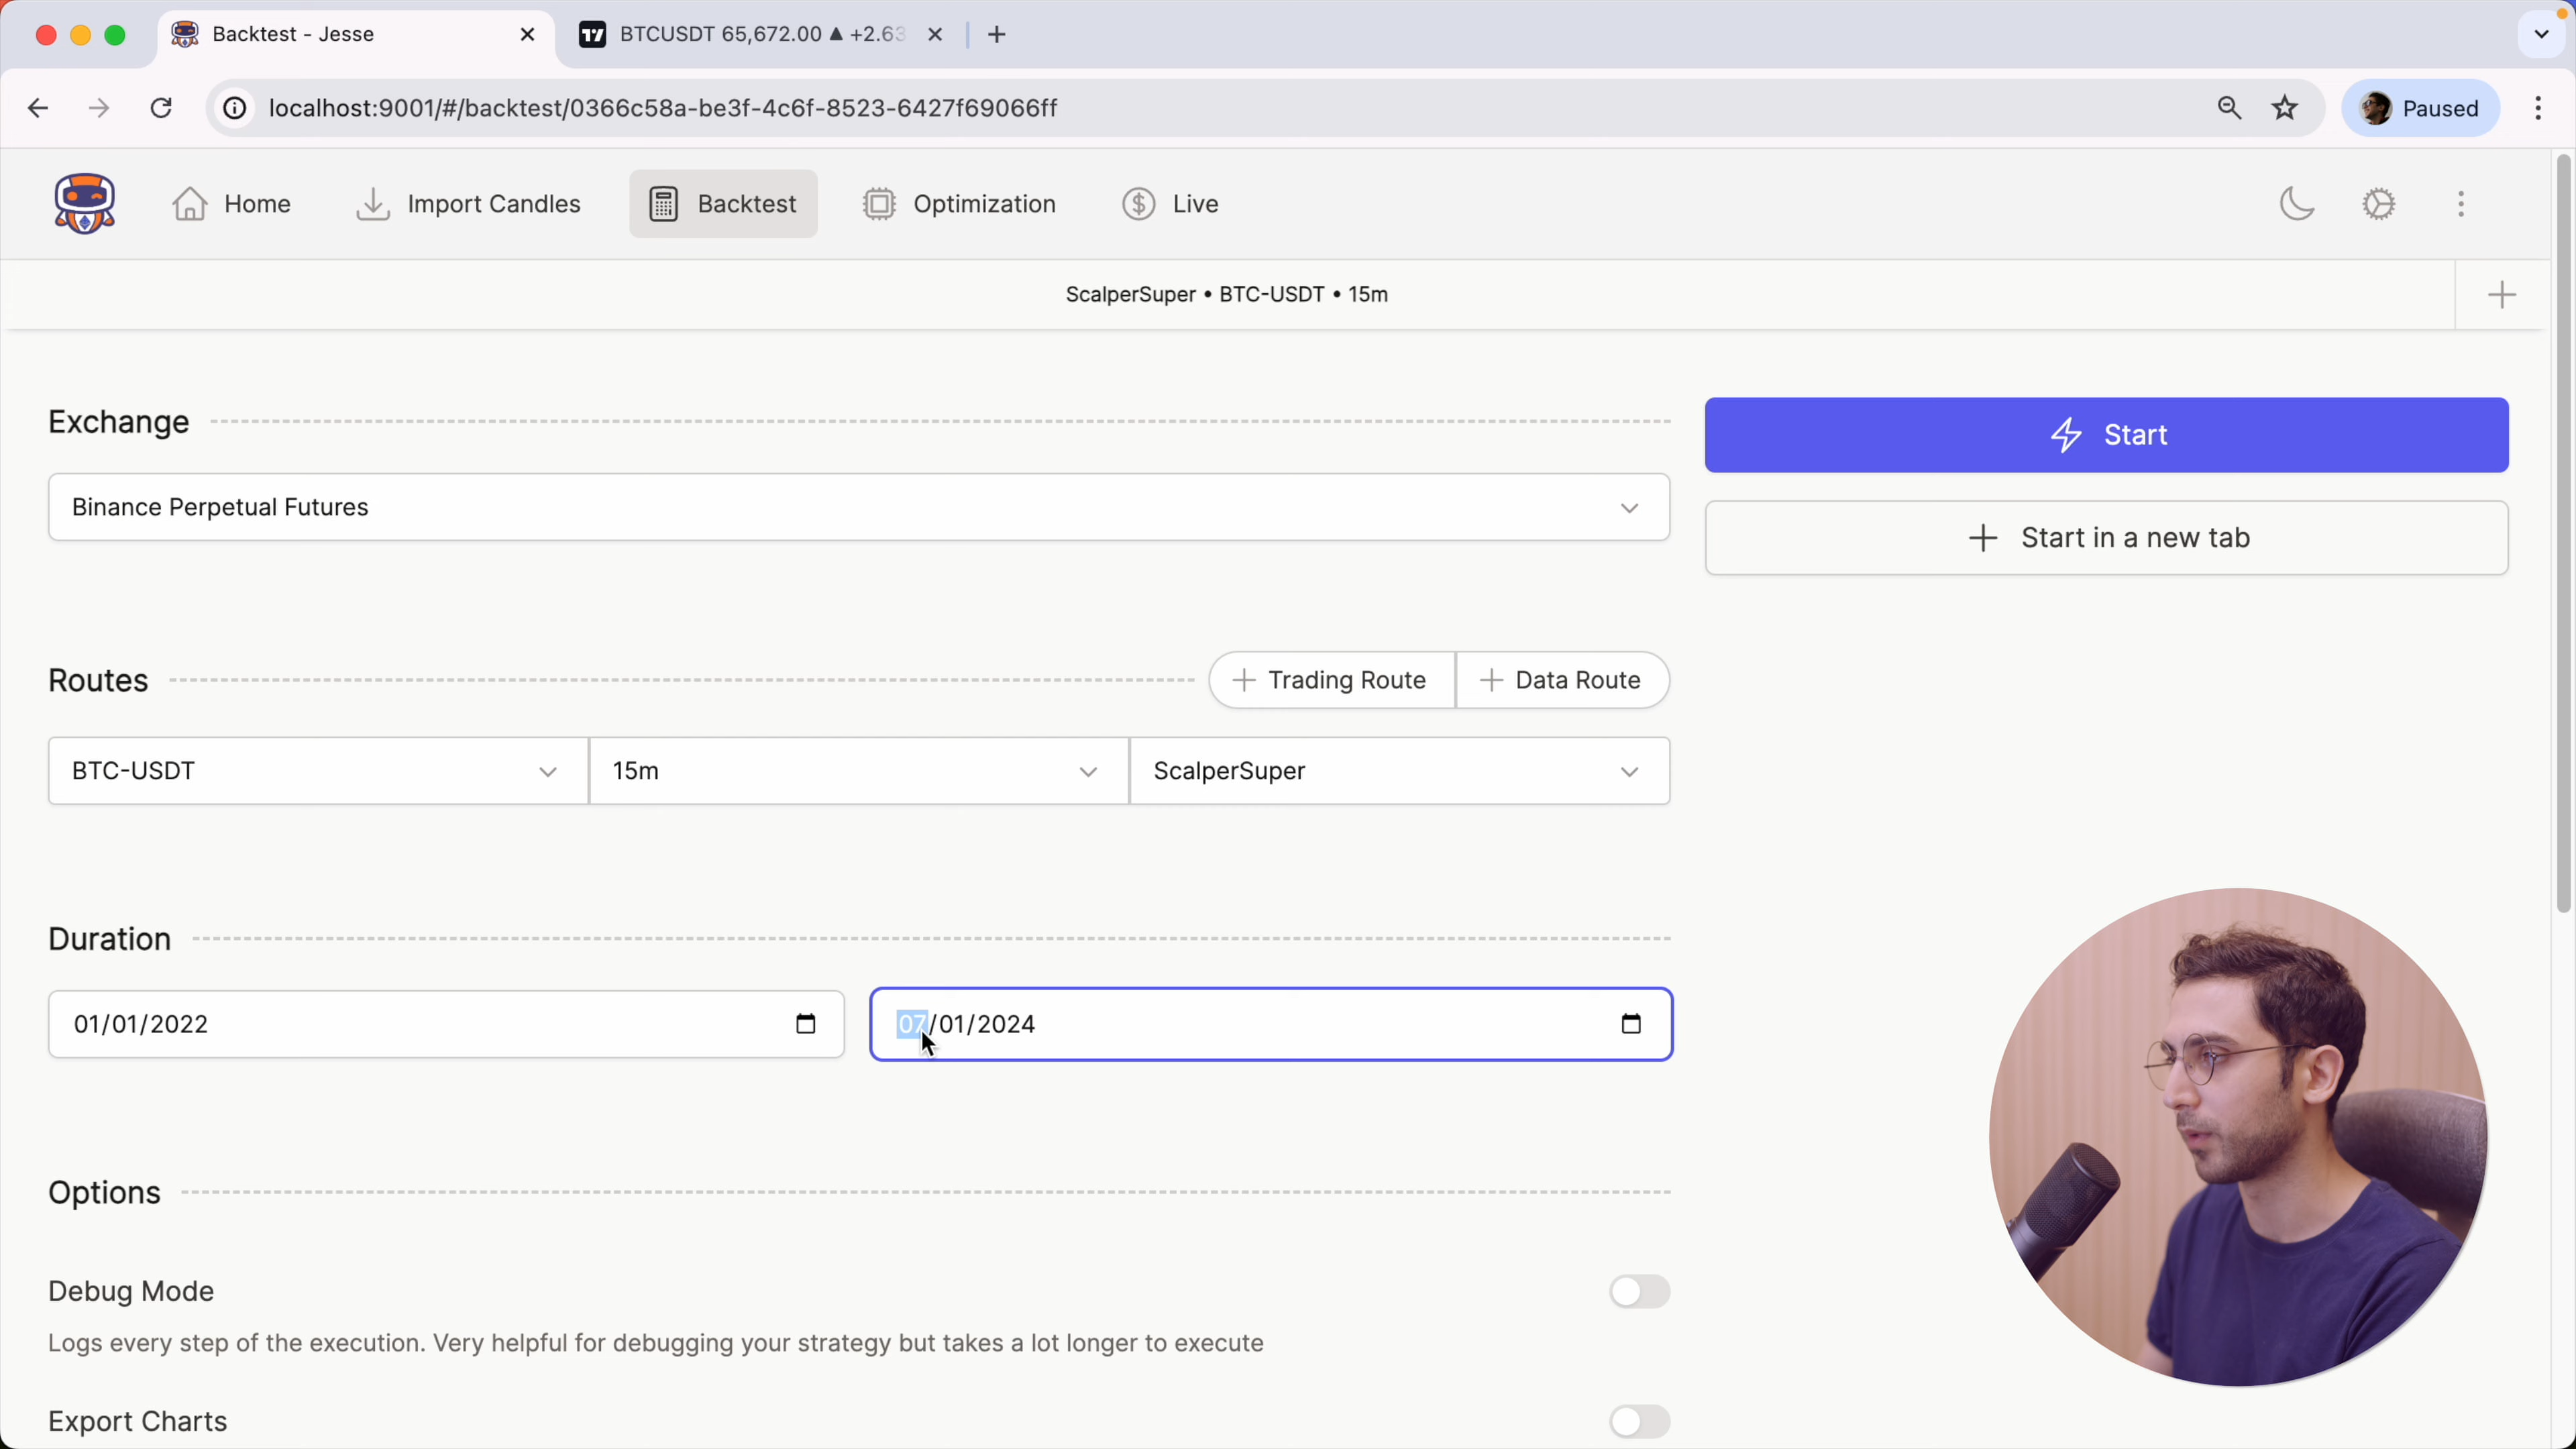 Backtest - Jesse
BTCUSDT 65,672.00 ▲ +2.63
localhost:9001/#/backtest/0366c58a-be3f-4c6f-8523-6427f69066ff
Paused
Home
Import Candles
Backtest
Optimization
Live
ScalperSuper • BTC-USDT • 15m
Exchange
Start
Binance Perpetual Futures
Start in a new tab
Routes
Trading Route
Data Route
BTC-USDT
15m
ScalperSuper
Duration
01/01/2022
07/01/2024
Options
Debug Mode
Logs every step of the execution. Very helpful for debugging your strategy but takes a lot longer to execute
Export Charts